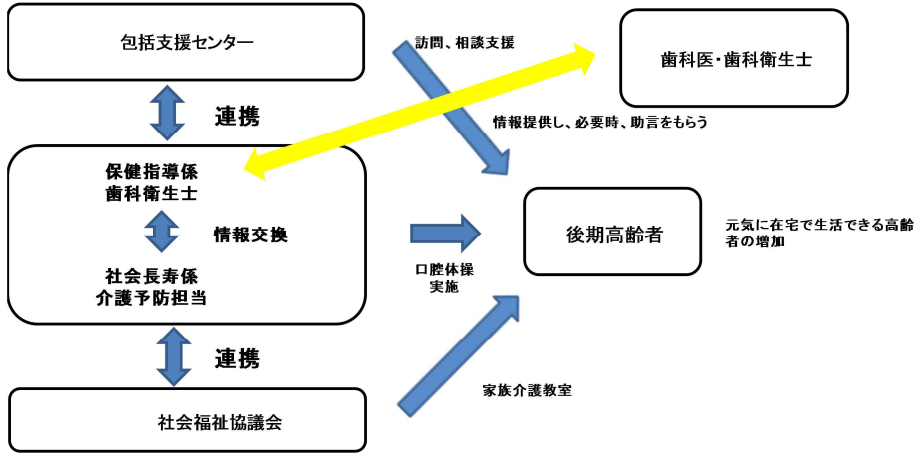 包括支援センター
訪問、相談支援
歯科医・歯科衛生士
連携
情報提供し、必要時、助言をもらう
保健指導係
歯科衛生士
情報交換
社会長寿係
介護予防担当
後期高齢者
元気に在宅で生活できる高齢
者の増加
口腔体操
実施
連携
家族介護教室
社会福祉協議会